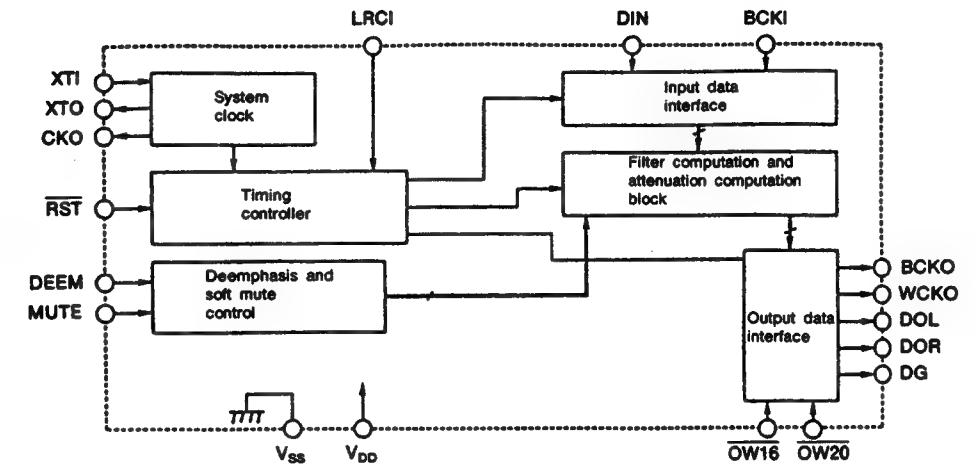 LRCI
DIN
BCKI
XTI
XTO
CKO
System
clock
Input data
interface
Filter computation and
attenuation computation
block
RST
Timing
controller
DEEM
MUTE
Deemphasis and
soft mute
control
Output data
interface
BCKO
WCKO
DOL
DOR
DG
VSS
VDD
OW16
OW20